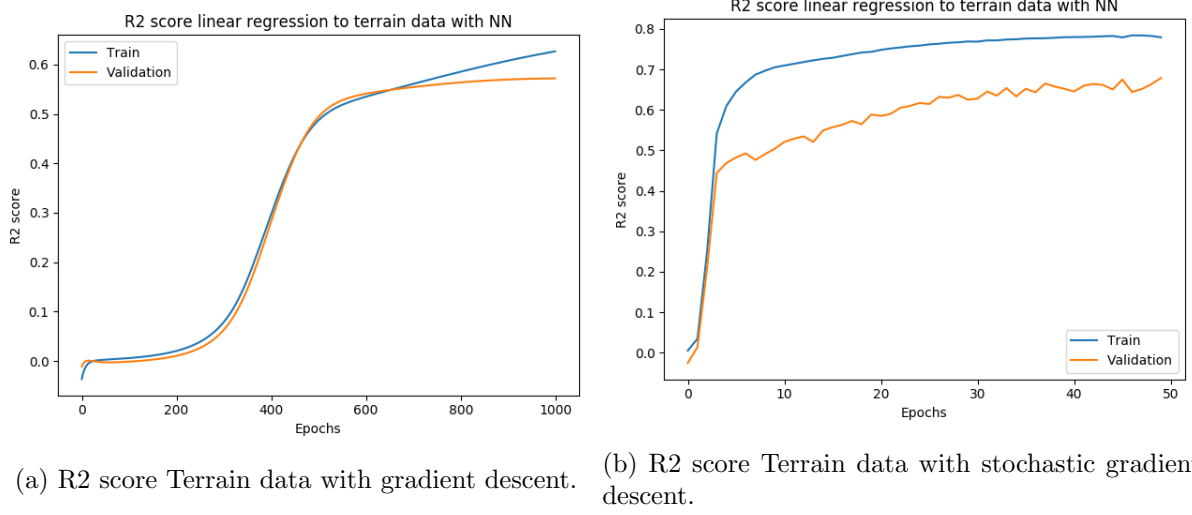 R2 score linear regression to terrain data with NN
Train
Validation
0.6
0.5
0.4
0.3
0.2
0.1
0.0
R2 score
0 200 400 600 800 1000
Epochs
(a) R2 score Terrain data with gradient descent.
R2 score linear regression to terrain data with NN
0.8
0.7
0.6
0.5
0.4
0.3
0.2
0.1
0.0
R2 score
Train
Validation
0 10 20 30 40 50
Epochs
(b) R2 score Terrain data with stochastic gradien
descent.